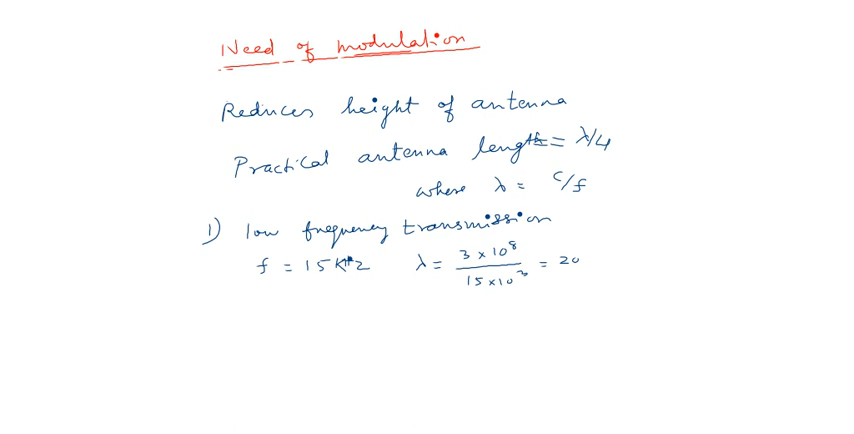 Need of modulation
Reduces height of antenna
Practical antenna length = λ/4
where λ = c/f
1) low frequency transmission
f = 15 KHz λ = 3 × 10⁸ / 15 × 10³ = 20